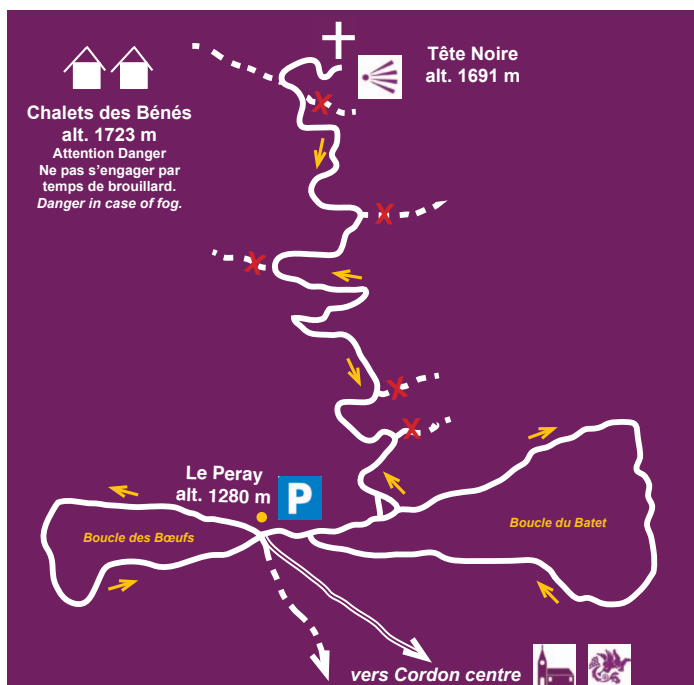 Tête Noire
alt. 1691 m
Chalets des Bénés
alt. 1723 m
Attention Danger
Ne pas s’engager par
temps de brouillard.
Danger in case of fog.
Le Peray
alt. 1280 m
P
Boucle des Bœufs
Boucle du Batet
vers Cordon centre